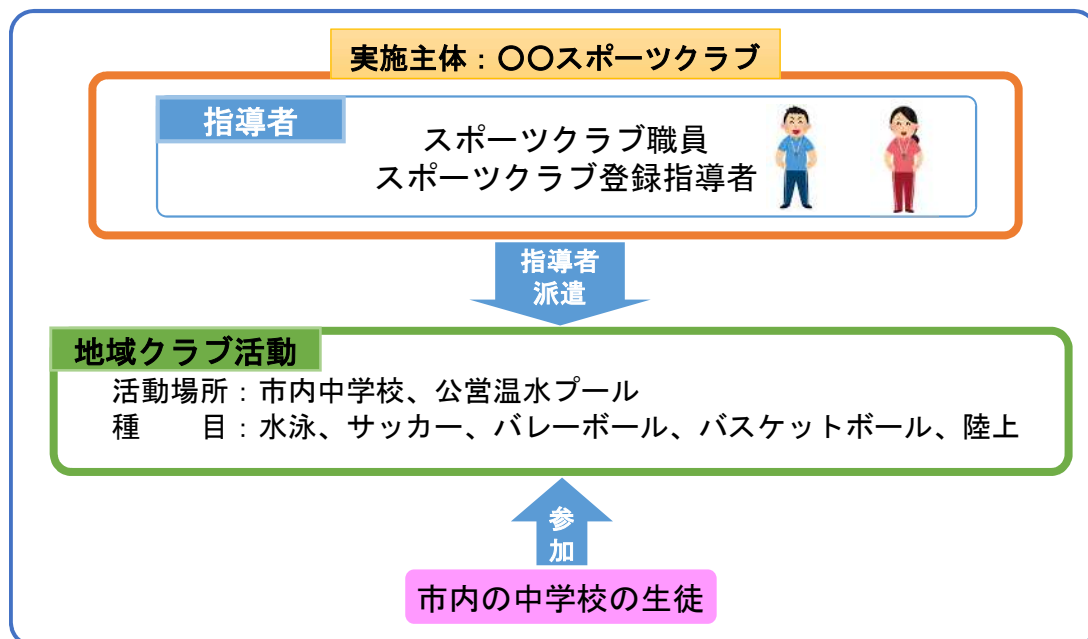 実施主体：〇〇スポーツクラブ
指導者
スポーツクラブ職員
スポーツクラブ登録指導者
指導者
派遣
地域クラブ活動
活動場所：市内中学校、公営温水プール
種　　目：水泳、サッカー、バレーボール、バスケットボール、陸上
参
加
市内の中学校の生徒